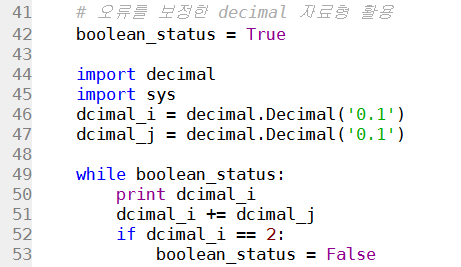 41 # 오류를 보정한 decimal 자료형 활용
42 boolean_status = True
43
44 import decimal
45 import sys
46 dcimal_i = decimal.Decimal('0.1')
47 dcimal_j = decimal.Decimal('0.1')
48
49 while boolean_status:
50     print dcimal_i
51     dcimal_i += dcimal_j
52     if dcimal_i == 2:
53         boolean_status = False